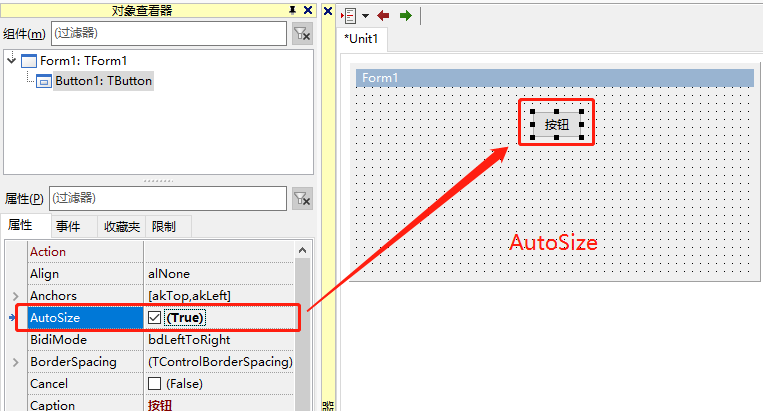 对象查看器
组件(m) (过滤器)
Form1: TForm1
Button1: TButton
属性(P) (过滤器)
属性 事件 收藏夹 限制
Action
Align alNone
Anchors [akTop,akLeft]
AutoSize (True)
BidiMode bdLeftToRight
BorderSpacing (TControlBorderSpacing)
Cancel (False)
Caption 按钮
*Unit1
Form1
按钮
AutoSize